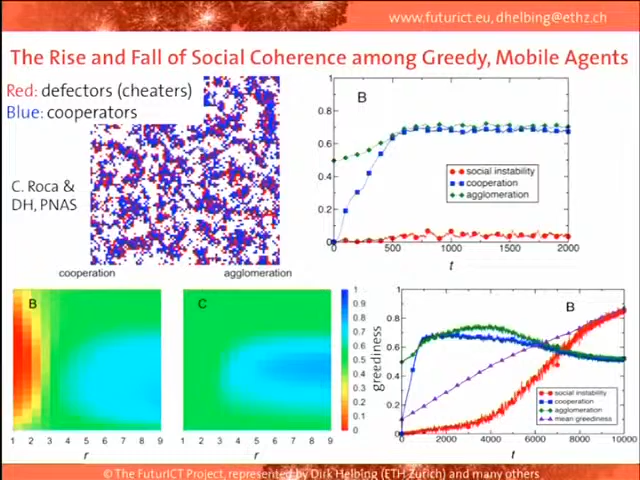 www.futurict.eu, dhelbing@ethz.ch
The Rise and Fall of Social Coherence among Greedy, Mobile Agents
Red: defectors (cheaters)
Blue: cooperators
C. Roca &
DH, PNAS
B
1
0.8
0.6
0.4
0.2
0
social instability
cooperation
agglomeration
0 500 1000 1500 2000
t
cooperation
agglomeration
B
1 2 3 4 5 6 7 8 9
r
C
1 2 3 4 5 6 7 8 9
r
1
0.9
0.8
0.7
0.6
0.5
0.4
0.3
0.2
0.1
0
greediness
B
1
0.8
0.6
0.4
0.2
0
social instability
cooperation
agglomeration
mean greediness
0 2000 4000 6000 8000 10000
t
© The FuturICT Project, represented by Dirk Helbing (ETH Zurich) and many others